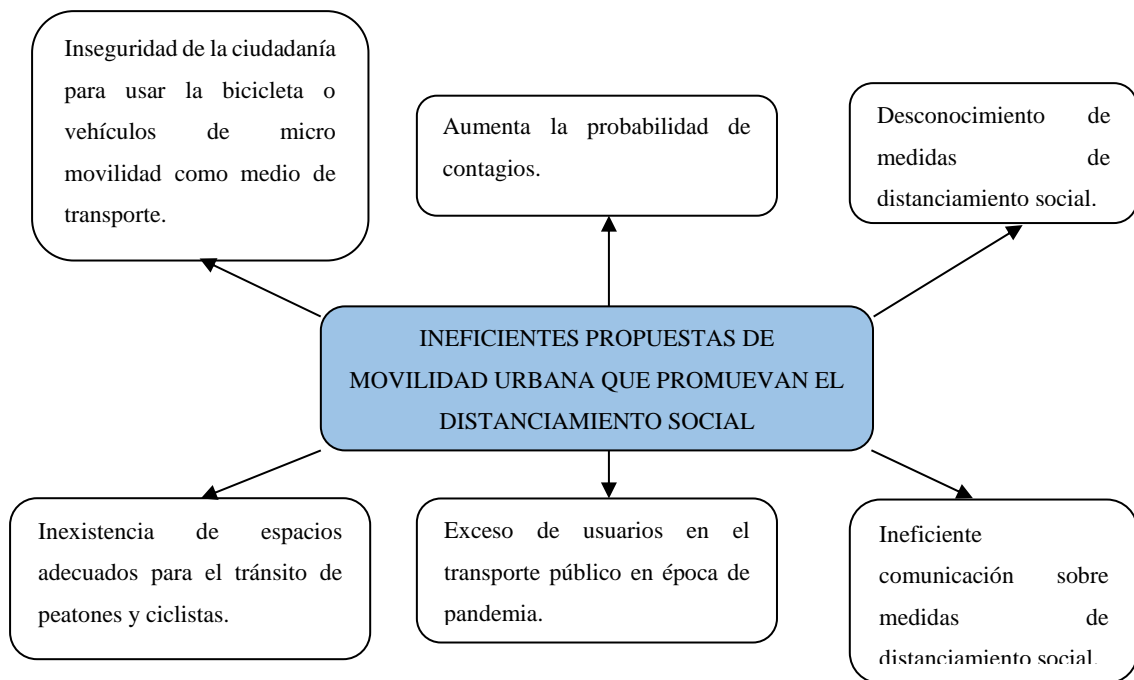 Inseguridad de la ciudadanía
para usar la bicicleta o
vehículos de micro
movilidad como medio de
transporte.
Aumenta la probabilidad de
contagios.
Desconocimiento de
medidas de
distanciamiento social.
INEFICIENTES PROPUESTAS DE
MOVILIDAD URBANA QUE PROMUEVAN EL
DISTANCIAMIENTO SOCIAL
Inexistencia de espacios
adecuados para el tránsito de
peatones y ciclistas.
Exceso de usuarios en el
transporte público en época de
pandemia.
Ineficiente
comunicación sobre
medidas de
distanciamiento social.